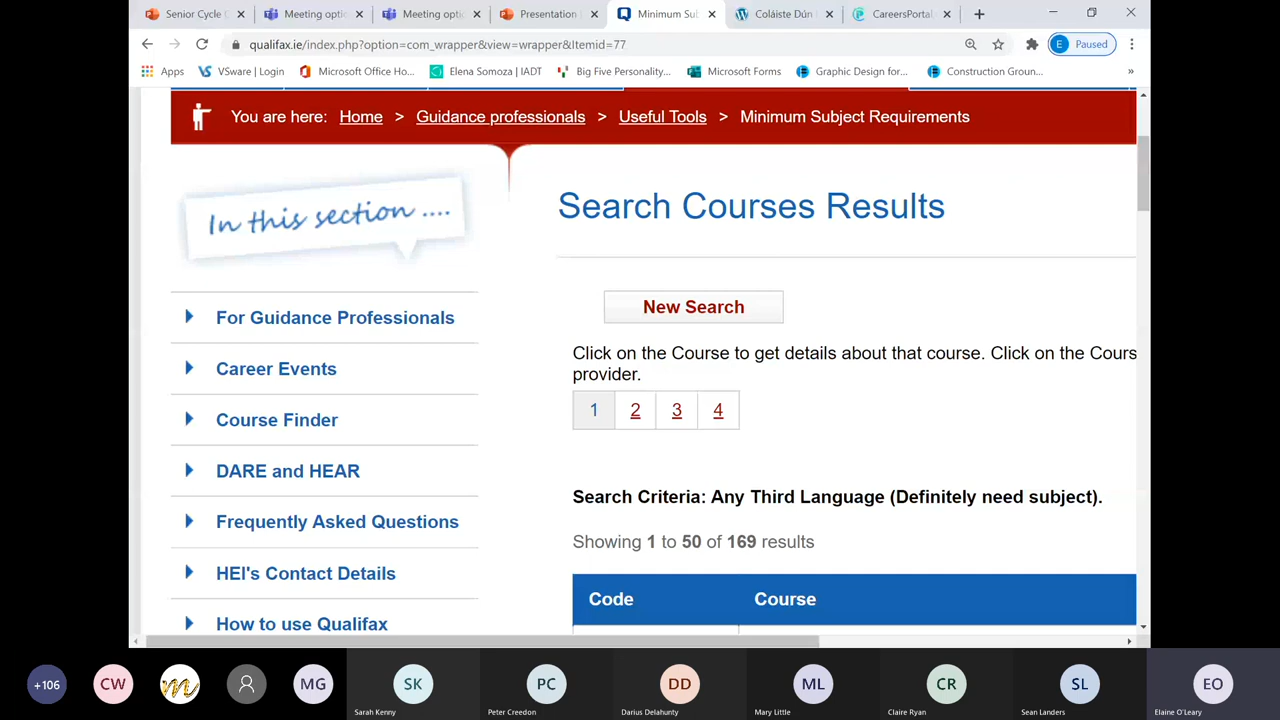 Senior Cycle
Meeting optio
Meeting optio
Presentation
Minimum Sub
Coláiste Dún
CareersPortal
qualifax.ie/index.php?option=com_wrapper&view=wrapper&Itemid=77
E
Paused
Apps
VSware | Login
Microsoft Office Ho...
Elena Somoza | IADT
Big Five Personality...
Microsoft Forms
Graphic Design for...
Construction Groun...
»
You are here: Home > Guidance professionals > Useful Tools > Minimum Subject Requirements
In this section ....
For Guidance Professionals
Career Events
Course Finder
DARE and HEAR
Frequently Asked Questions
HEI's Contact Details
How to use Qualifax
Search Courses Results
New Search
Click on the Course to get details about that course. Click on the Cours
provider.
1 2 3 4
Search Criteria: Any Third Language (Definitely need subject).
Showing 1 to 50 of 169 results
Code Course
+106
CW
m
MG
SK
Sarah Kenny
PC
Peter Creedon
DD
Darius Delahunty
ML
Mary Little
CR
Claire Ryan
SL
Sean Landers
EO
Elaine O'Leary